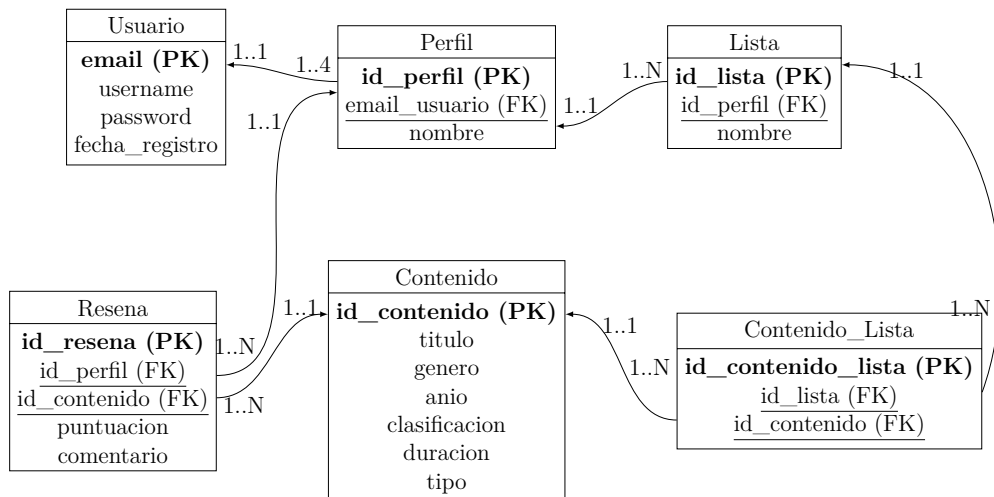 Usuario
email (PK)
username
password
fecha_registro
1..1
1..4
Perfil
id_perfil (PK)
email_usuario (FK)
nombre
1..1
1..N
Lista
id_lista (PK)
id_perfil (FK)
nombre
1..1
1..1
Resena
id_resena (PK)
id_perfil (FK)
id_contenido (FK)
puntuacion
comentario
1..N
1..N
1..1
Contenido
id_contenido (PK)
titulo
genero
anio
clasificacion
duracion
tipo
1..1
1..N
Contenido_Lista
id_contenido_lista (PK)
id_lista (FK)
id_contenido (FK)
1..N